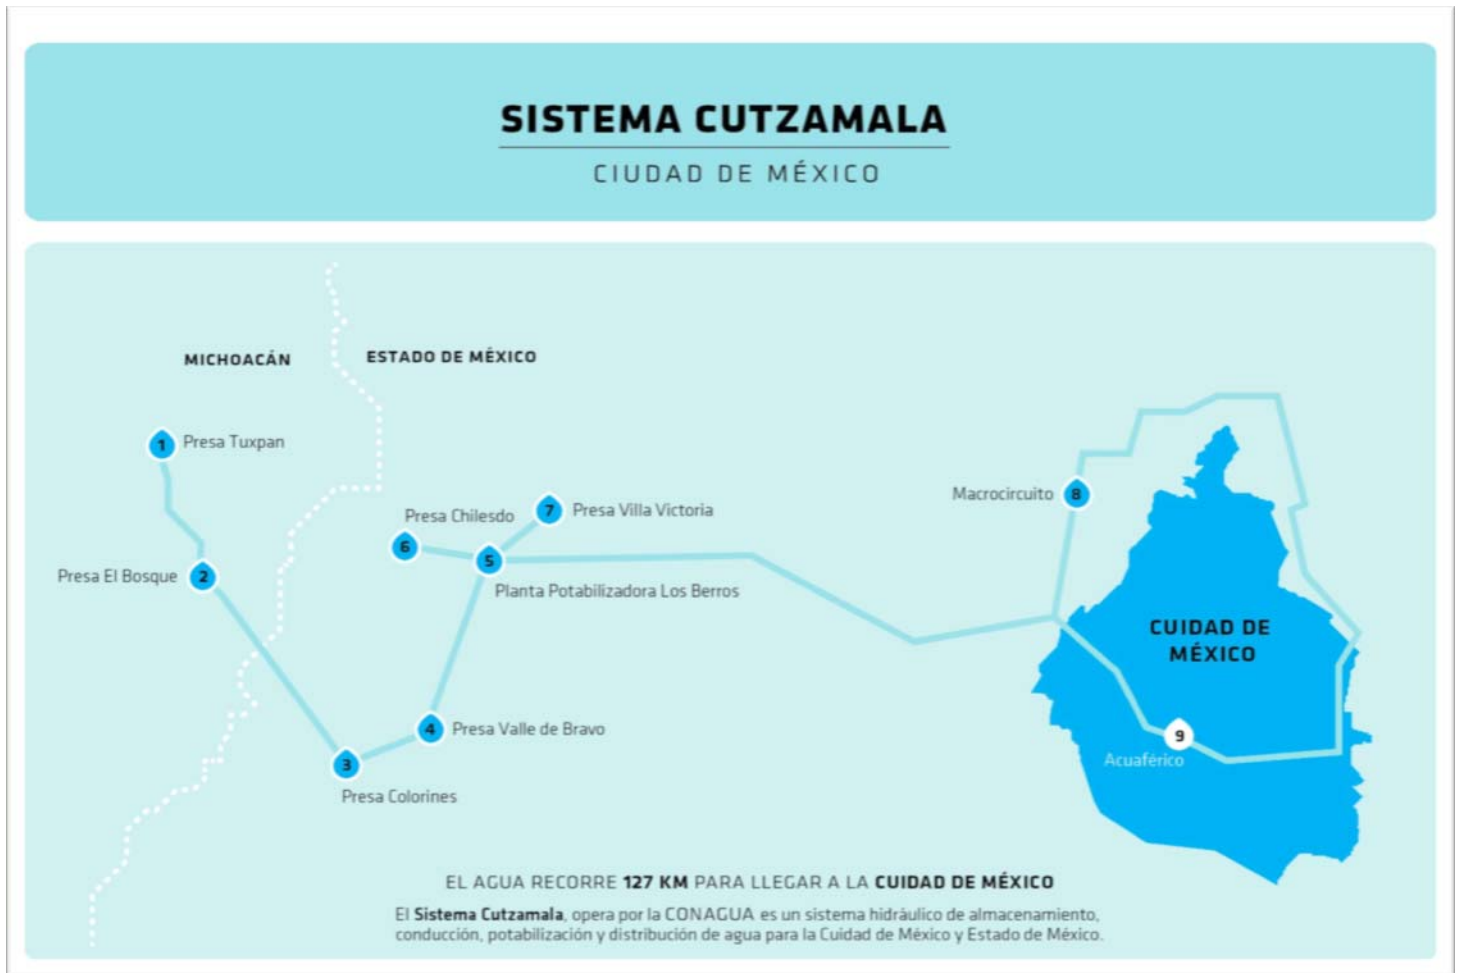 SISTEMA CUTZAMALA
CIUDAD DE MÉXICO
MICHOACÁN
ESTADO DE MÉXICO
1 Presa Tuxpan
Presa El Bosque 2
3
Presa Colorines
4 Presa Valle de Bravo
5
Planta Potabilizadora Los Berros
Presa Chilesdo
6
7 Presa Villa Victoria
Macrocircuito 8
CUIDAD DE
MÉXICO
9
Acuaférico
EL AGUA RECORRE 127 KM PARA LLEGAR A LA CUIDAD DE MÉXICO
El Sistema Cutzamala, opera por la CONAGUA es un sistema hidráulico de almacenamiento,
conducción, potabilización y distribución de agua para la Cuidad de México y Estado de México.